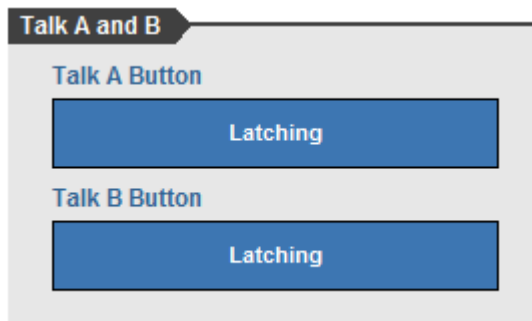 Talk A and B
Talk A Button
Latching
Talk B Button
Latching